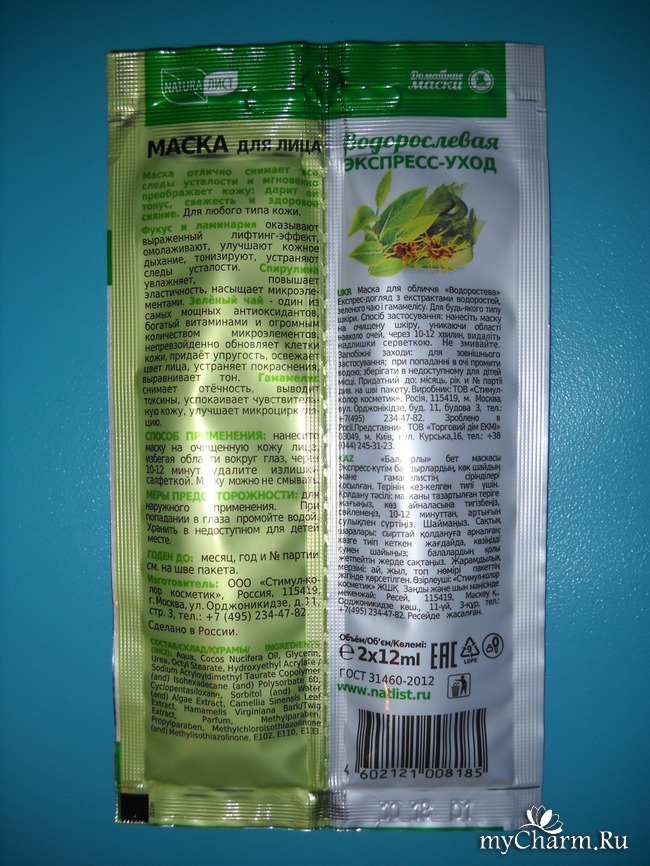 NATURA ЛИСТ
МАСКА ДЛЯ ЛИЦА
Маска отлично снимает все
следы усталости и мгновенно
преображает кожу: дарит ей
тонус, свежесть и здоровое
сияние. Для любого типа кожи.
Фукус и ламинария оказывают
выраженный лифтинг-эффект,
омолаживают, улучшают кожное
дыхание, тонизируют, устраняют
следы усталости. Спирулина
увлажняет, повышает
эластичность, насыщает микроэле-
ментами. Зелёный чай - один из
самых мощных антиоксидантов,
богатый витаминами и огромным
количеством микроэлементов,
непревзойденно обновляет клетки
кожи, придаёт упругость, освежает
цвет лица, устраняет покраснения,
выравнивает тон. Гамамелис
снимает отёчность, выводит
токсины, успокаивает чувствитель-
ную кожу, улучшает микроциркуля-
цию.
СПОСОБ ПРИМЕНЕНИЯ: нанесите
маску на очищенную кожу лица,
избегая области вокруг глаз, через
10-12 минут удалите излишки
салфеткой. Маску можно не смывать.
МЕРЫ ПРЕДОСТОРОЖНОСТИ: для
наружного применения. При
попадании в глаза промойте водой.
Хранить в недоступном для детей
месте.
ГОДЕН ДО: месяц, год и № партии
см. на шве пакета.
Изготовитель: ООО «Стимул-ко-
лор косметик», Россия, 115419,
г. Москва, ул. Орджоникидзе, д.11,
стр. 3, тел.: +7 (495) 234-47-82.
Сделано в России.
СОСТАВ/СКЛАД/ҚҰРАМЫ/ INGREDIENTS
(INCI): Aqua, Cocos Nucifera Oil, Glycerin,
Urea, Octyl Stearate, Hydroxyethyl Acrylate /
Sodium Acryloyldimethyl Taurate Copolymer
(and) Isohexadecane (and) Polysorbate 60,
Cyclopentasiloxane, Sorbitol (and) Water
(and) Algae Extract, Camellia Sinensis Leaf
Extract, Hamamelis Virginiana Bark/Twig
Extract, Parfum, Methylparaben,
Propylparaben, Methylchloroisothiazolinone
(and) Methylisothiazolinone, E102, E110, E133.
Домашние
маски
Водорослевая
ЭКСПРЕСС-УХОД
UKR Маска для обличчя «Водоростева»
Експрес-догляд з екстрактами водоростей,
зеленого чаю і гамамелісу. Для будь-якого типу
шкіри. Спосіб застосування: нанесіть маску
на очищену шкіру, уникаючи області
навколо очей, через 10-12 хвилин, видаліть
надлишки серветкою. Не змивайте.
Запобіжні заходи: для зовнішнього
застосування; при попаданні в очі промити
водою; зберігати в недоступному для дітей
місці. Придатний до: місяць, рік и № партії
див. на шві пакету. Виробник: ТОВ «Стимул-
колор косметик», Росія, 115419, м. Москва,
вул. Орджонікідзе, буд. 11, будова 3, тел.:
+7(495) 234-47-82. Зроблено в
Росії.Представник: ТОВ «Торговий дім ЕКМІ»
03049, м. Київ, вул. Курська,16, тел.: +38
(044) 245-31-23.
KAZ бет маскасы
Экспресс-күтім көк шайдың
және гамамелистің сірінділері
қосылған. Терінің кез-келген типі үшін.
Қолдану тәсілі: масканы тазартылған теріге
жағыңыз, көз айналасына тигізбей,
10-12 минуттан, артығын
сулықпен сүртіңіз. Шаймаңыз. Сақтық
шаралары: сырттай қолдануға арналған;
көзге тиіп кеткен жағдайда, көзіңізді
сумен шайыңыз; балалардың қолы
жетпейтін жерде сақтаңыз. Жарамдылық
мерзімі: ай, жыл, топ нөмірі пакеттің
жігінде көрсетілген. Өзірлеуші: «Стимул-колор
косметик» ЖШҚ. Заңды және шын мәнісінде
мекенжай: Ресей, 115419, Мәскеу қ.,
Орджоникидзе көш., 11-үй, 3-құр, тел.:
+7(495) 234-47-82. Ресейде жасалған.
Объём/Об'єм/Көлемі:
℮ 2x12ml EAC LDPE
ГОСТ 31460-2012
www.natlist.ru
4 602121 008185
myCharm.Ru